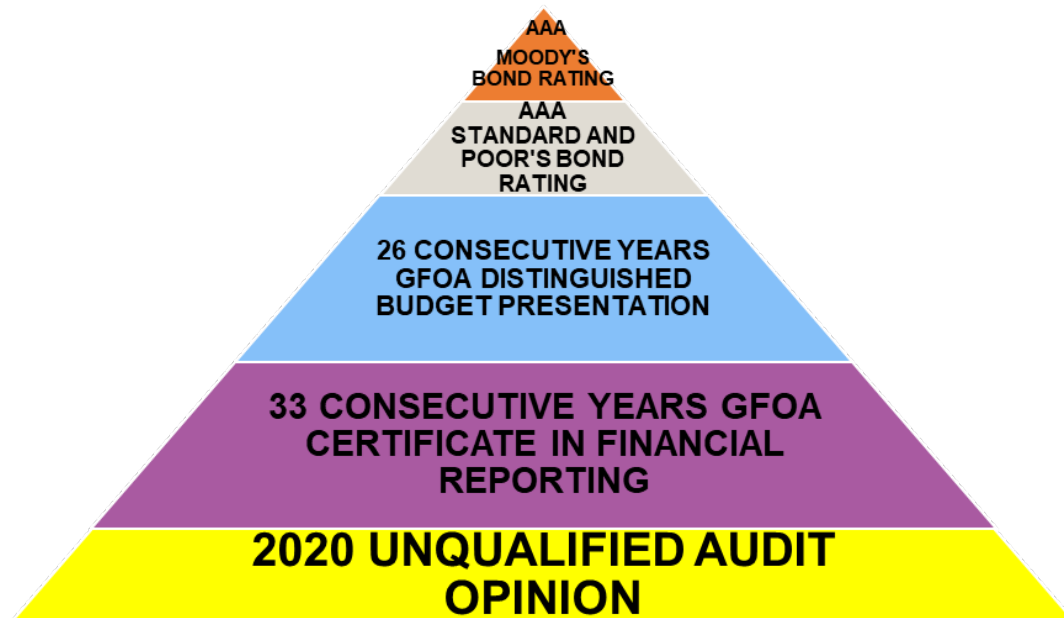 AAA
MOODY'S
BOND RATING
AAA
STANDARD AND
POOR'S BOND
RATING
26 CONSECUTIVE YEARS
GFOA DISTINGUISHED
BUDGET PRESENTATION
33 CONSECUTIVE YEARS GFOA
CERTIFICATE IN FINANCIAL
REPORTING
2020 UNQUALIFIED AUDIT
OPINION